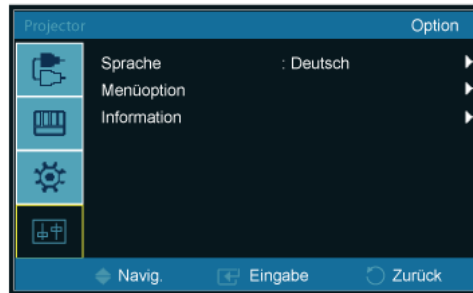 Projector Option
Sprache : Deutsch
Menüoption
Information
Navig. Eingabe Zurück